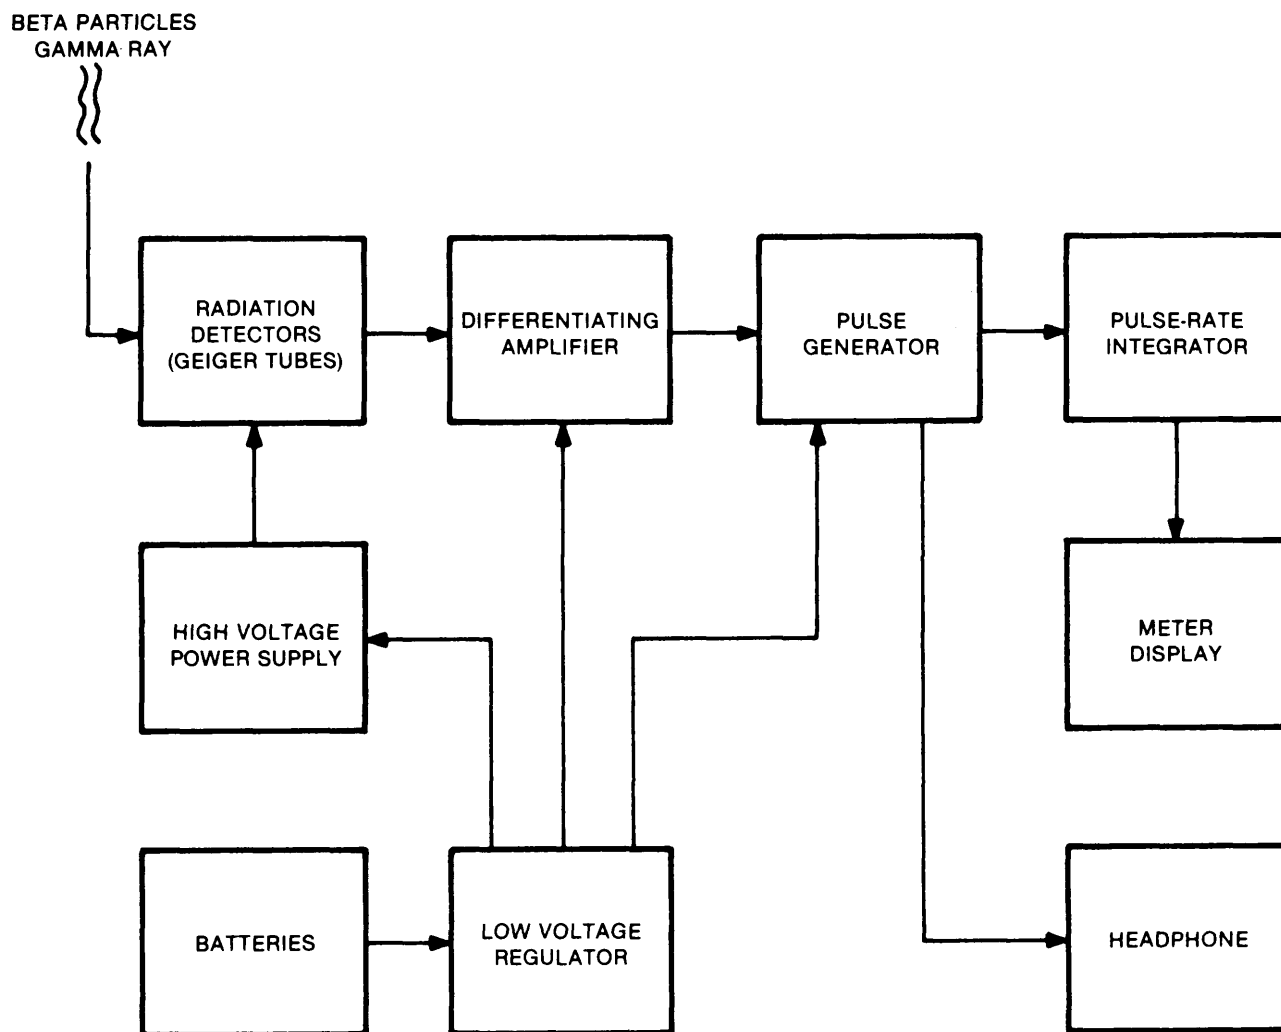 BETA PARTICLES
GAMMA RAY
RADIATION
DETECTORS
(GEIGER TUBES)
DIFFERENTIATING
AMPLIFIER
PULSE
GENERATOR
PULSE-RATE
INTEGRATOR
HIGH VOLTAGE
POWER SUPPLY
METER
DISPLAY
BATTERIES
LOW VOLTAGE
REGULATOR
HEADPHONE